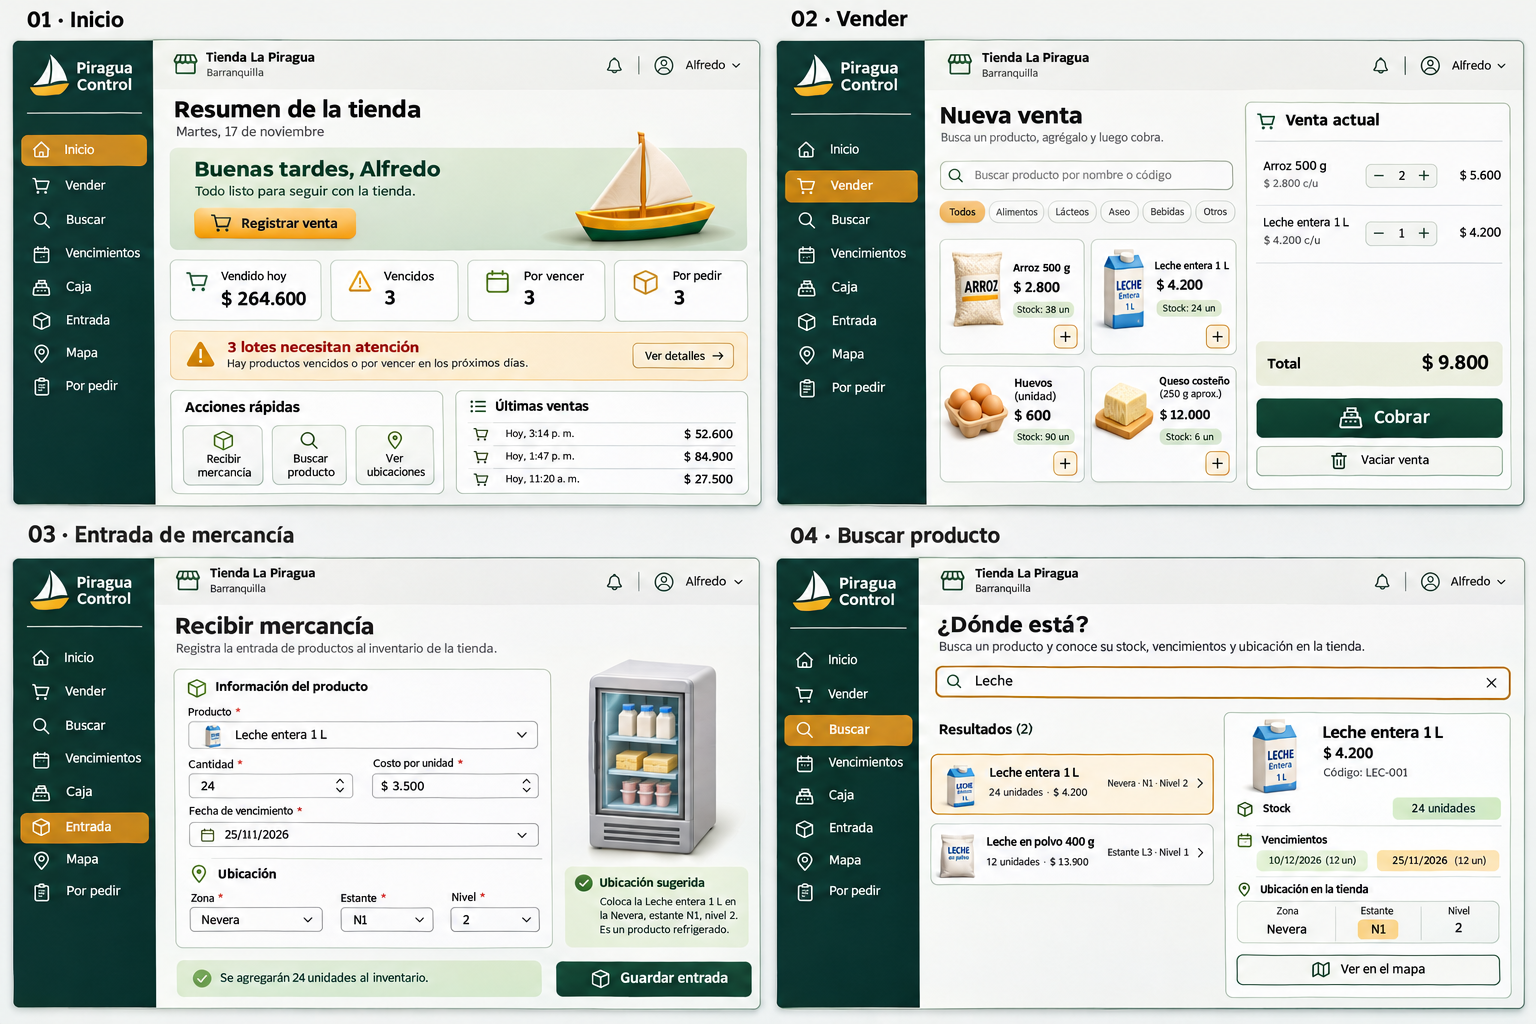 01 · Inicio
Piragua
Control
Inicio
Vender
Buscar
Vencimientos
Caja
Entrada
Mapa
Por pedir
Tienda La Piragua
Barranquilla
Alfredo
Resumen de la tienda
Martes, 17 de noviembre
Buenas tardes, Alfredo
Todo listo para seguir con la tienda.
Registrar venta
Vendido hoy
$ 264.600
Vencidos
3
Por vencer
3
Por pedir
3
3 lotes necesitan atención
Hay productos vencidos o por vencer en los próximos días.
Ver detalles
Acciones rápidas
Recibir
mercancía
Buscar
producto
Ver
ubicaciones
Últimas ventas
Hoy, 3:14 p. m. $ 52.600
Hoy, 1:47 p. m. $ 84.900
Hoy, 11:20 a. m. $ 27.500
02 · Vender
Piragua
Control
Inicio
Vender
Buscar
Vencimientos
Caja
Entrada
Mapa
Por pedir
Tienda La Piragua
Barranquilla
Alfredo
Nueva venta
Busca un producto, agrégalo y luego cobra.
Buscar producto por nombre o código
Todos Alimentos Lácteos Aseo Bebidas Otros
ARROZ
Arroz 500 g
$ 2.800
Stock: 38 un
LECHE
Entera
1 L
Leche entera 1 L
$ 4.200
Stock: 24 un
Huevos
(unidad)
$ 600
Stock: 90 un
Queso costeño
(250 g aprox.)
$ 12.000
Stock: 6 un
Venta actual
Arroz 500 g
$ 2.800 c/u
− 2 +
$ 5.600
Leche entera 1 L
$ 4.200 c/u
− 1 +
$ 4.200
Total $ 9.800
Cobrar
Vaciar venta
03 · Entrada de mercancía
Piragua
Control
Inicio
Vender
Buscar
Vencimientos
Caja
Entrada
Mapa
Por pedir
Tienda La Piragua
Barranquilla
Alfredo
Recibir mercancía
Registra la entrada de productos al inventario de la tienda.
Información del producto
Producto *
Leche entera 1 L
Cantidad *
24
Costo por unidad *
$ 3.500
Fecha de vencimiento *
Ubicación
Zona *
Nevera
Estante *
N1
Nivel *
2
Ubicación sugerida
Coloca la Leche entera 1 L en
la Nevera, estante N1, nivel 2.
Es un producto refrigerado.
Se agregarán 24 unidades al inventario.
Guardar entrada
04 · Buscar producto
Piragua
Control
Inicio
Vender
Buscar
Vencimientos
Caja
Entrada
Mapa
Por pedir
Tienda La Piragua
Barranquilla
Alfredo
¿Dónde está?
Busca un producto y conoce su stock, vencimientos y ubicación en la tienda.
Leche
Resultados (2)
LECHE
1 L
Leche entera 1 L
24 unidades · $ 4.200
Nevera · N1 · Nivel 2
LECHE
en polvo
Leche en polvo 400 g
12 unidades · $ 13.900
Estante L3 · Nivel 1
LECHE
Entera
1 L
Leche entera 1 L
$ 4.200
Código: LEC-001
Stock
24 unidades
Vencimientos
10/12/2026 (12 un)
25/11/2026 (12 un)
Ubicación en la tienda
Zona
Nevera
Estante
N1
Nivel
2
Ver en el mapa